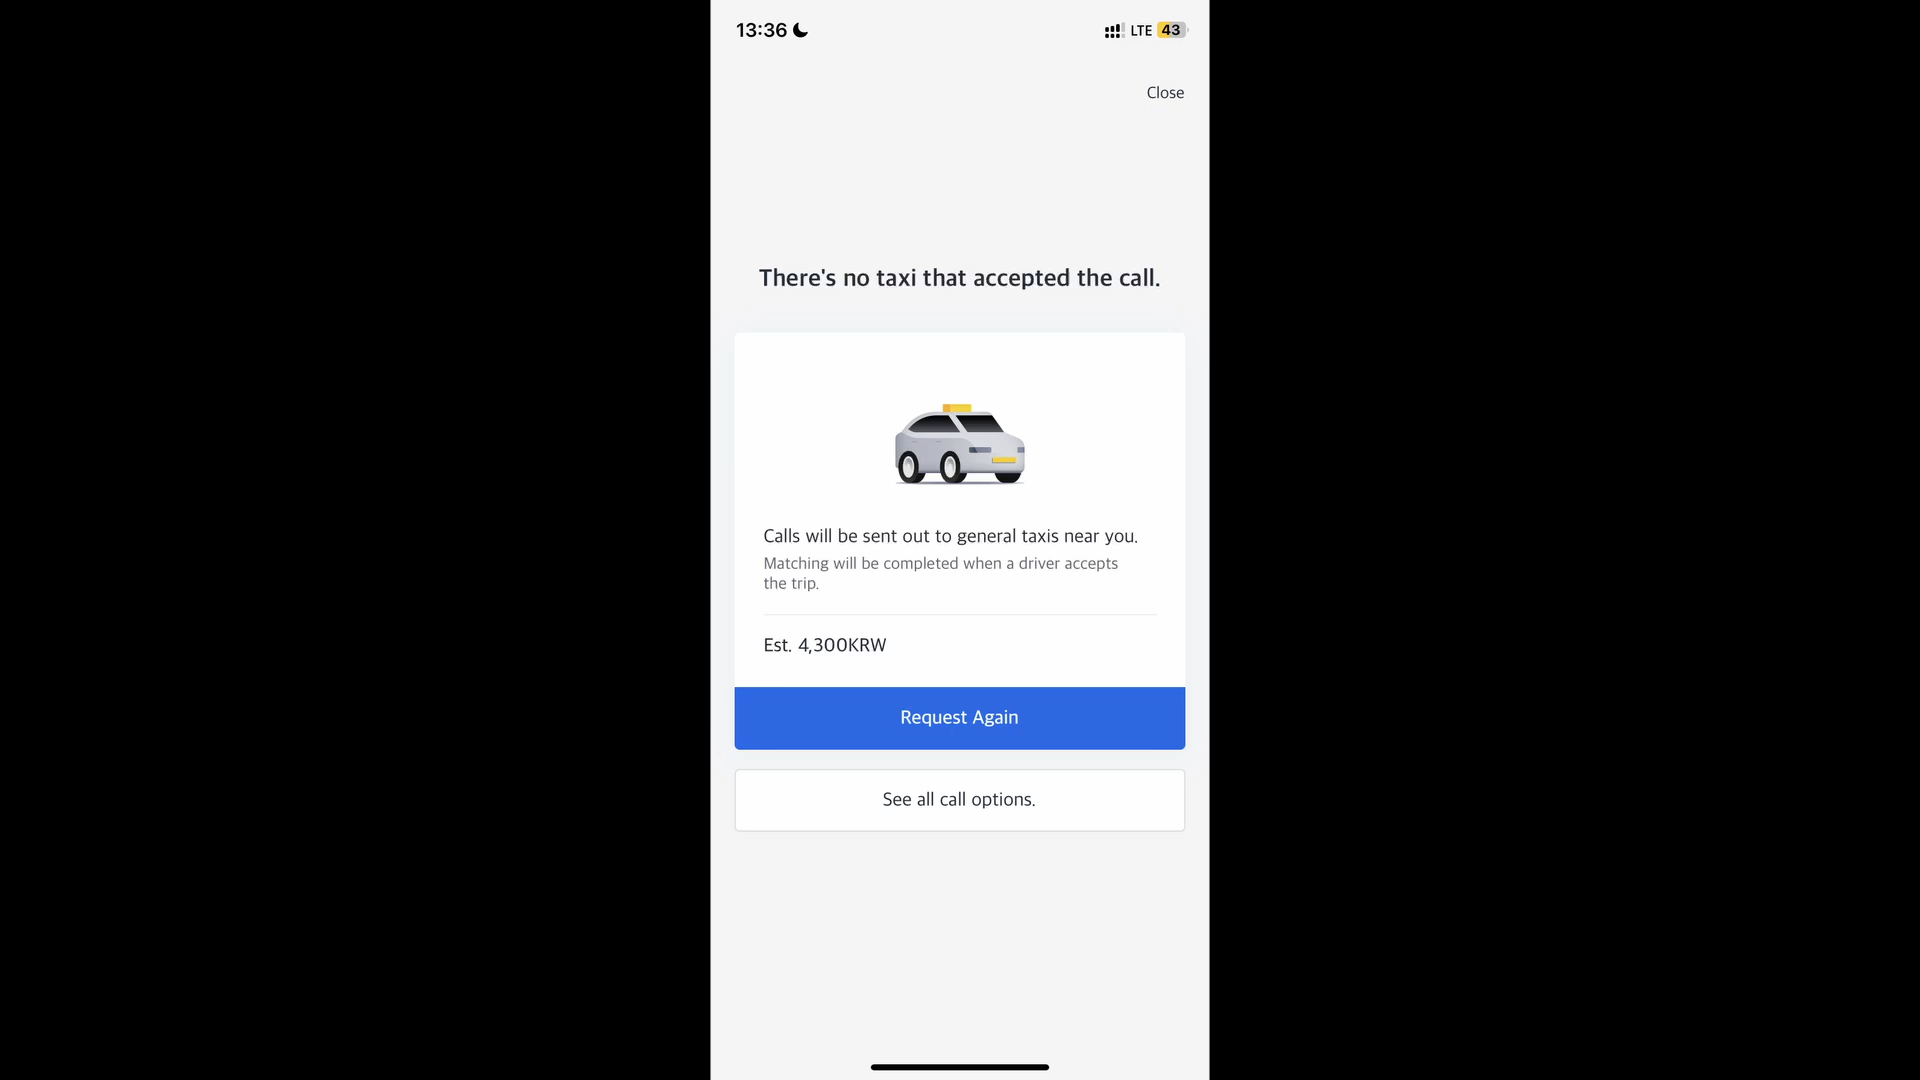 13:36
LTE 43
Close
There's no taxi that accepted the call.
Calls will be sent out to general taxis near you.
Matching will be completed when a driver accepts
the trip.
Est. 4,300KRW
Request Again
See all call options.